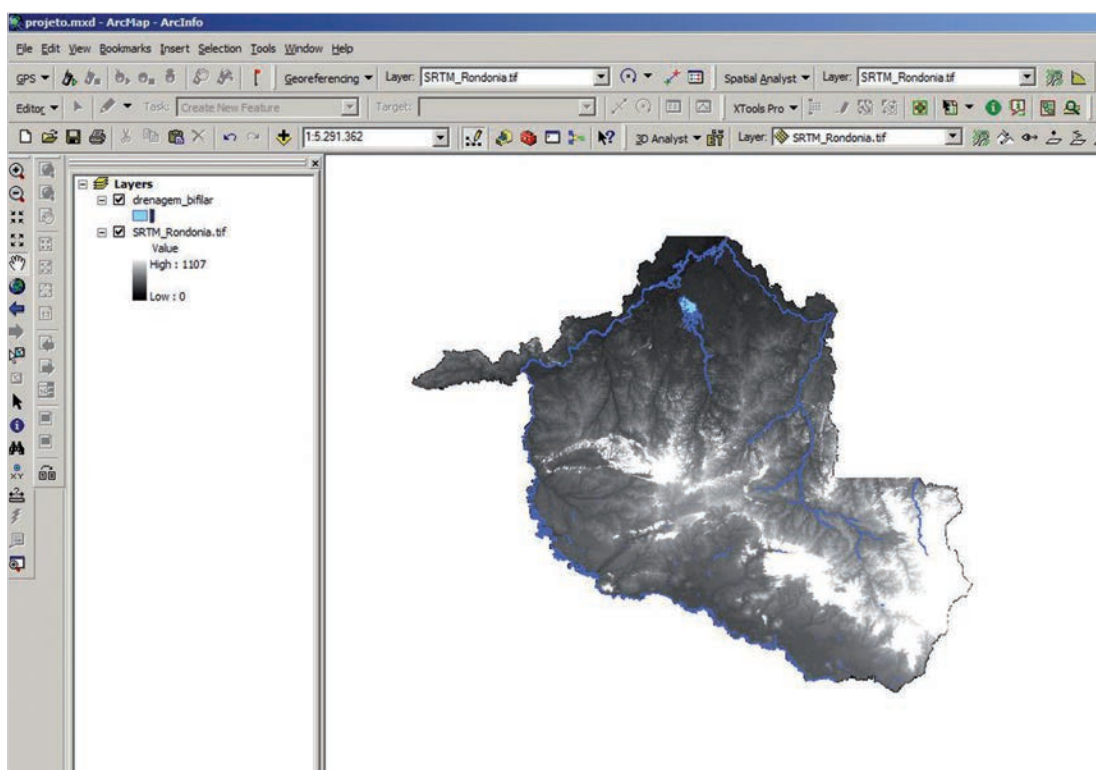 projeto.mxd - ArcMap - ArcInfo
File Edit View Bookmarks Insert Selection Tools Window Help
GPS Georeferencing Layer: SRTM_Rondonia.tif Spatial Analyst Layer: SRTM_Rondonia.tif
Editor Task: Create New Feature Target: XTools Pro
1:5.291.362 3D Analyst Layer: SRTM_Rondonia.tif
Layers
drenagem_bifilar
SRTM_Rondonia.tif
Value
High : 1107
Low : 0
XY